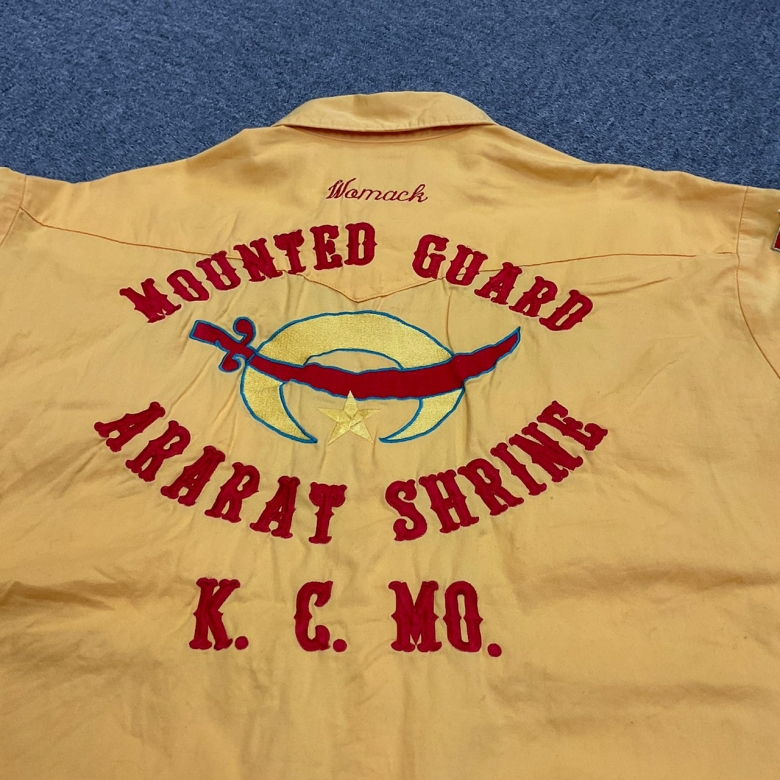 Womack
MOUNTED GUARD
ARARAT SHRINE
K. C. MO.